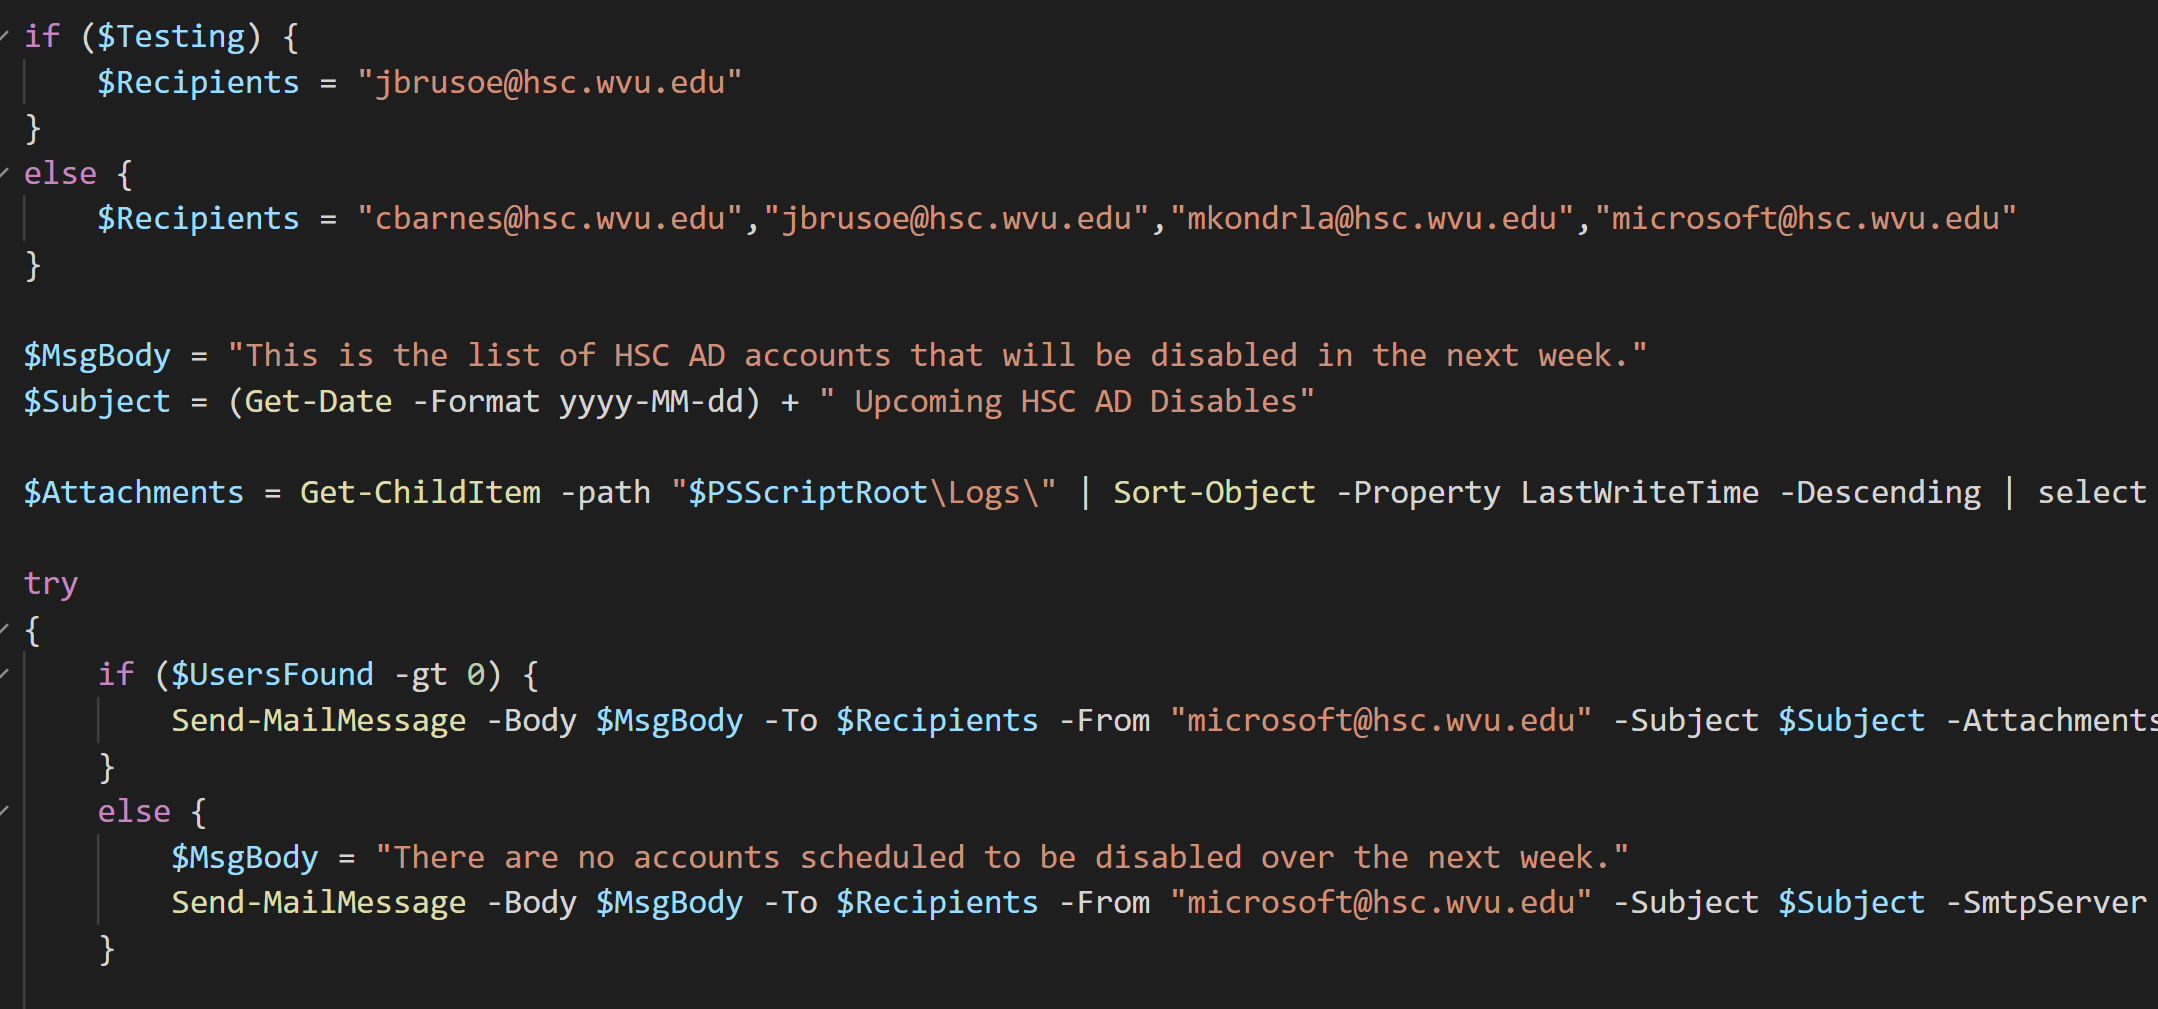 if ($Testing) {
    $Recipients = "jbrusoe@hsc.wvu.edu"
}
else {
    $Recipients = "cbarnes@hsc.wvu.edu","jbrusoe@hsc.wvu.edu","mkondrla@hsc.wvu.edu","microsoft@hsc.wvu.edu"
}

$MsgBody = "This is the list of HSC AD accounts that will be disabled in the next week."
$Subject = (Get-Date -Format yyyy-MM-dd) + " Upcoming HSC AD Disables"

$Attachments = Get-ChildItem -path "$PSScriptRoot\Logs\" | Sort-Object -Property LastWriteTime -Descending | select

try
{
    if ($UsersFound -gt 0) {
        Send-MailMessage -Body $MsgBody -To $Recipients -From "microsoft@hsc.wvu.edu" -Subject $Subject -Attachments
    }
    else {
        $MsgBody = "There are no accounts scheduled to be disabled over the next week."
        Send-MailMessage -Body $MsgBody -To $Recipients -From "microsoft@hsc.wvu.edu" -Subject $Subject -SmtpServer
    }